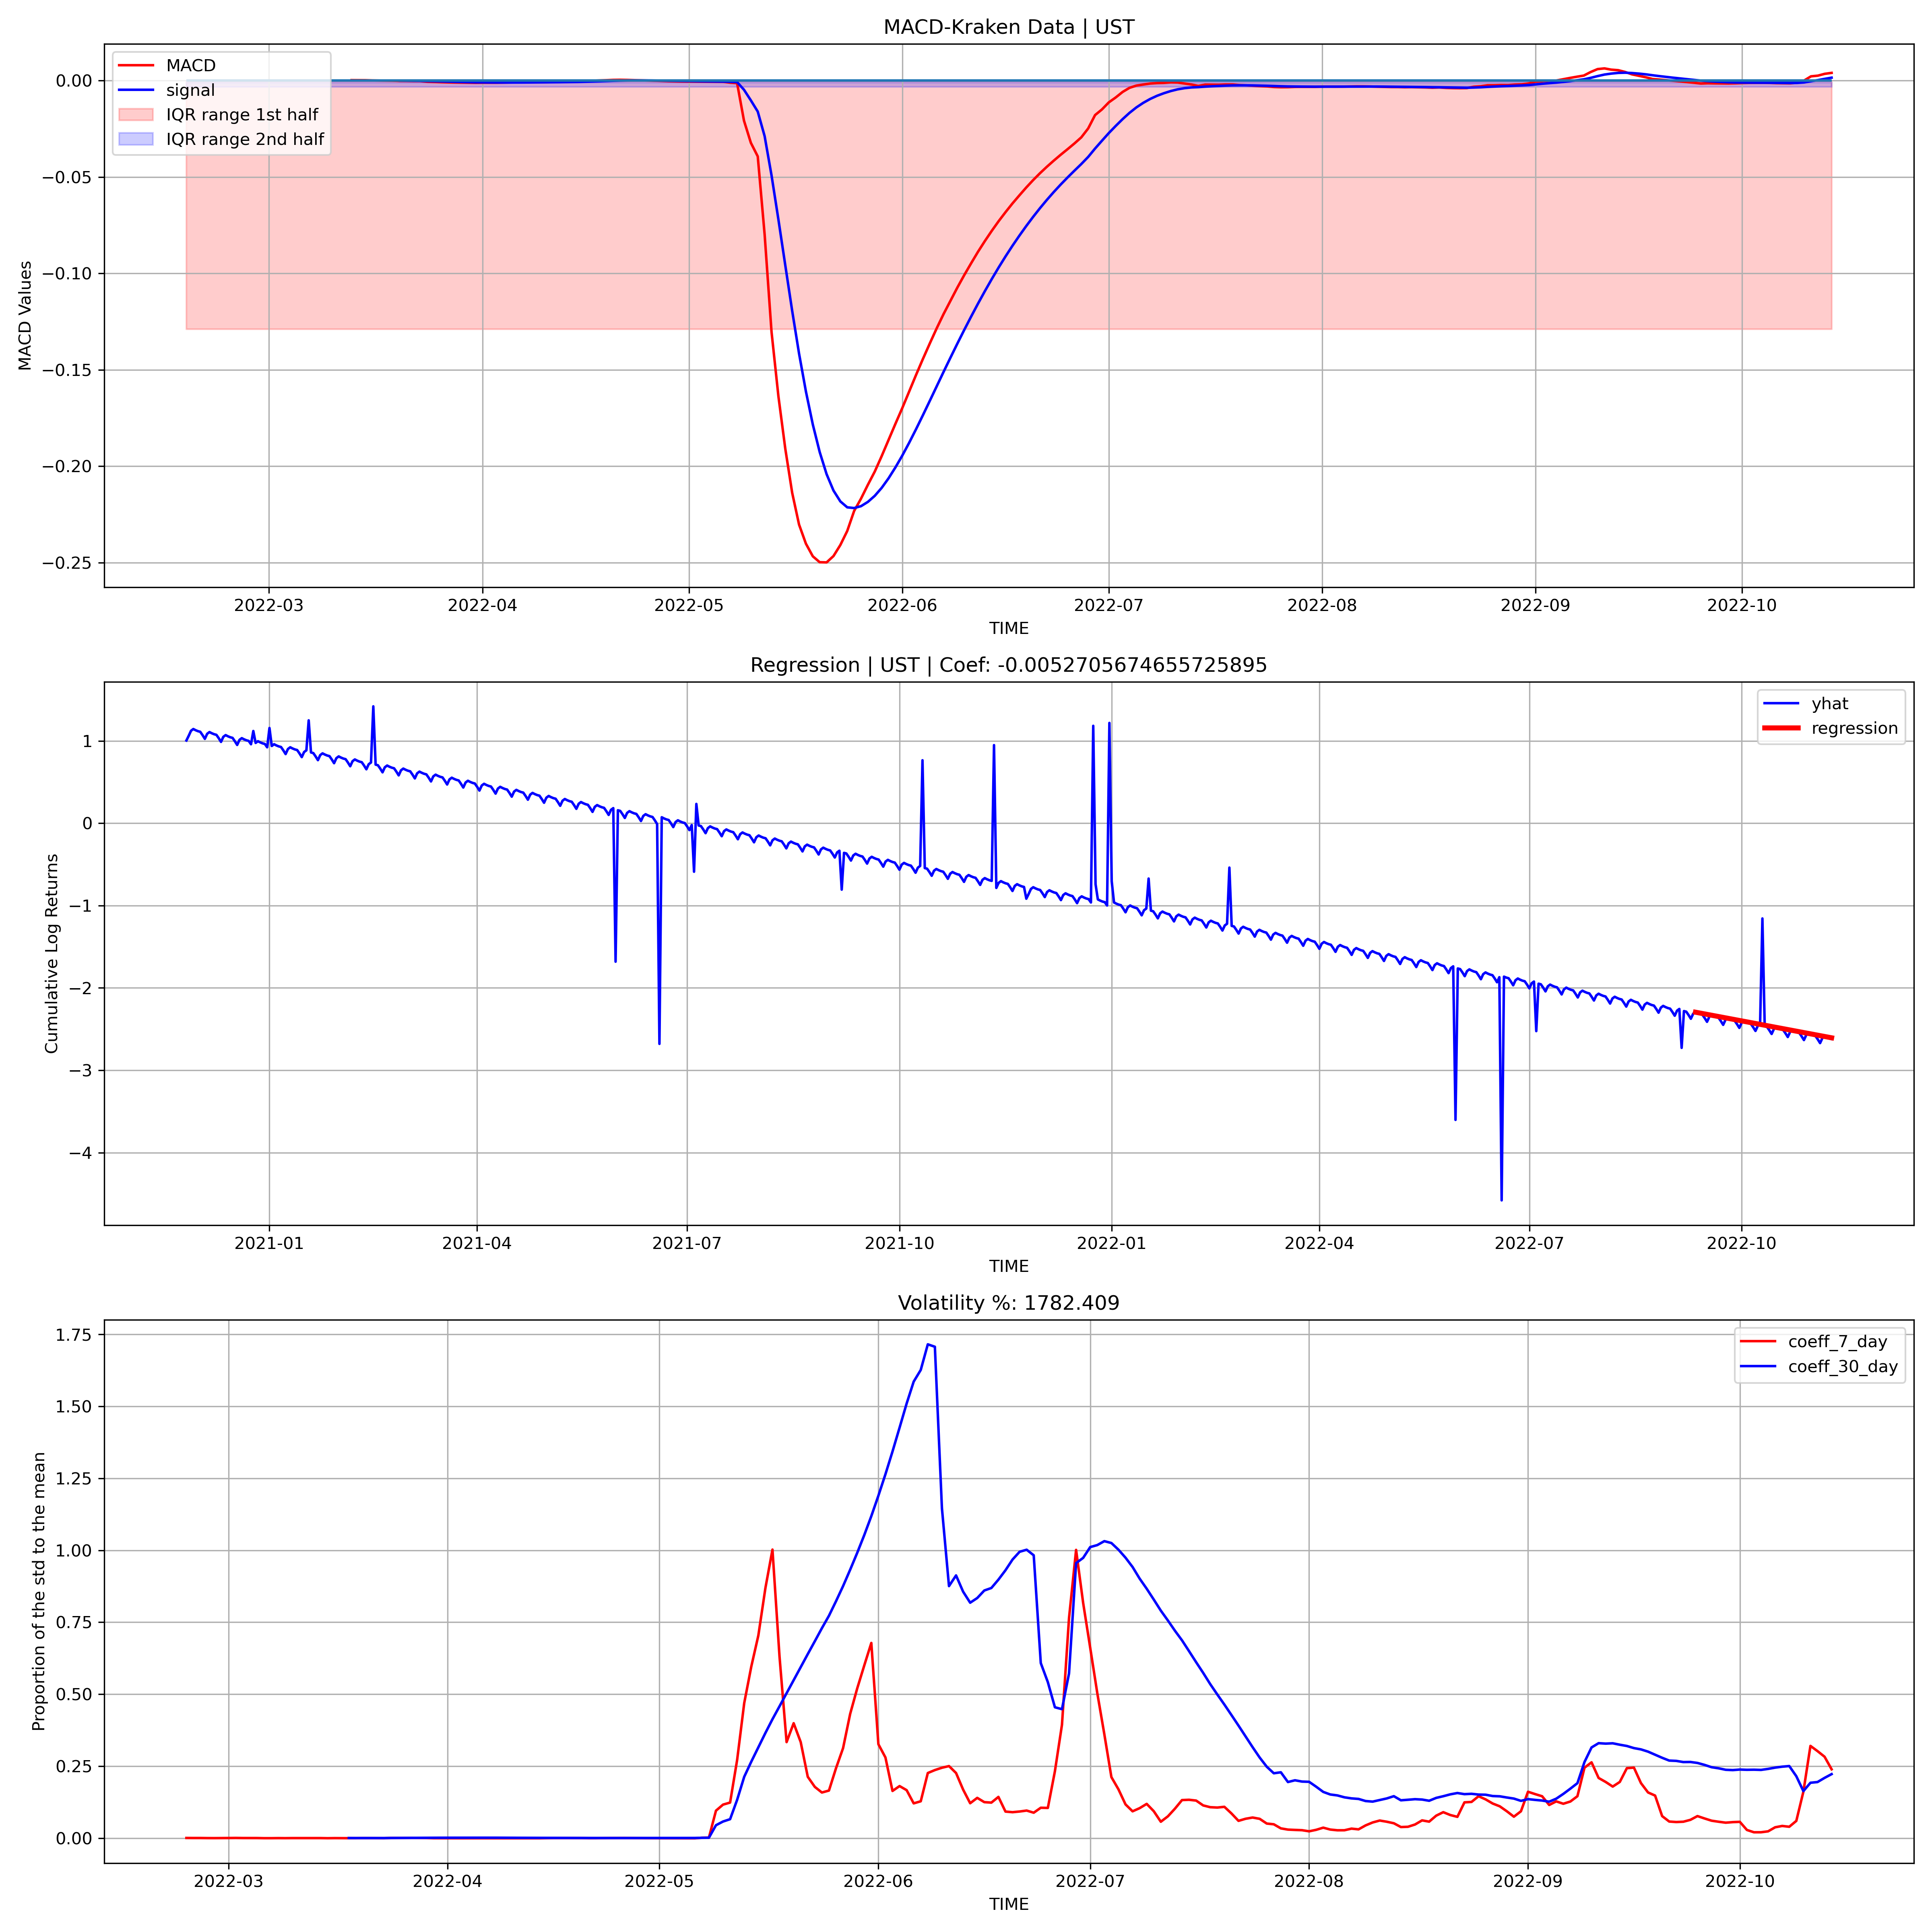 MACD-Kraken Data | UST
MACD
signal
IQR range 1st half
IQR range 2nd half
0.00
−0.05
−0.10
−0.15
−0.20
−0.25
MACD Values
2022-03
2022-04
2022-05
2022-06
2022-07
2022-08
2022-09
2022-10
TIME
Regression | UST | Coef: -0.0052705674655725895
yhat
regression
1
0
−1
−2
−3
−4
Cumulative Log Returns
2021-01
2021-04
2021-07
2021-10
2022-01
2022-04
2022-07
2022-10
TIME
Volatility %: 1782.409
coeff_7_day
coeff_30_day
1.75
1.50
1.25
1.00
0.75
0.50
0.25
0.00
Proportion of the std to the mean
2022-03
2022-04
2022-05
2022-06
2022-07
2022-08
2022-09
2022-10
TIME